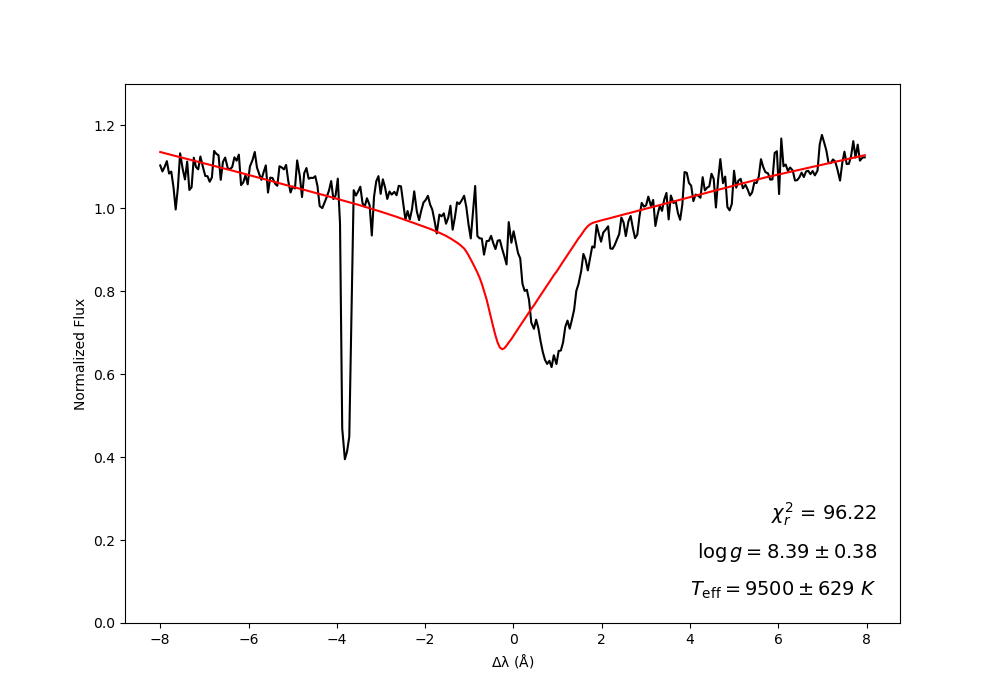 1.2
1.0
0.8
0.6
0.4
0.2
0.0
Normalized Flux
χ²ᵣ = 96.22
log g = 8.39 ± 0.38
T_eff = 9500 ± 629 K
−8 −6 −4 −2 0 2 4 6 8
Δλ (Å)